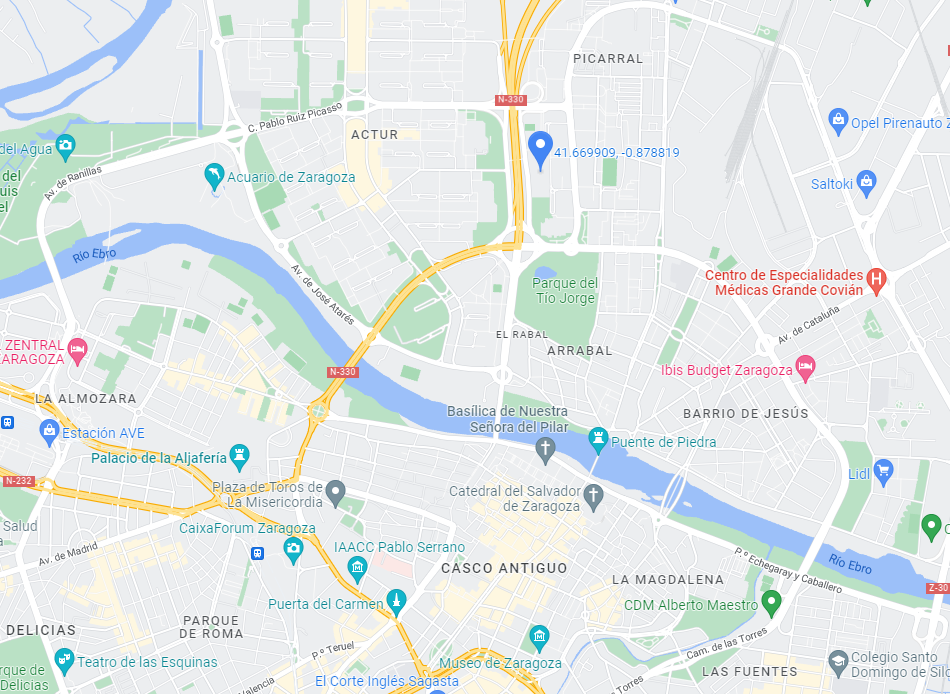 PICARRAL
N-330
C. Pablo Ruiz Picasso
ACTUR
Opel Pirenauto Z
del Agua
41.669909, -0.878819
Av. de Ranillas
Acuario de Zaragoza
Saltoki
del
uis
el
Río Ebro
Av. de José Atarés
Parque del
Tío Jorge
Centro de Especialidades
Médicas Grande Covián
Av. de Cataluña
EL RABAL
ARRABAL
ZENTRAL
ARAGOZA
N-330
Ibis Budget Zaragoza
LA ALMOZARA
Basílica de Nuestra
Señora del Pilar
BARRIO DE JESÚS
Estación AVE
Puente de Piedra
Palacio de la Aljafería
Lidl
N-232
Plaza de Toros de
La Misericordia
Catedral del Salvador
de Zaragoza
Salud
CaixaForum Zaragoza
IAACC Pablo Serrano
Av. de Madrid
CASCO ANTIGUO
P.º Echegaray y Caballero
Río Ebro
LA MAGDALENA
Z-30
Puerta del Carmen
CDM Alberto Maestro
PARQUE
DE ROMA
DELICIAS
Cam. de las Torres
P.º Teruel
Teatro de las Esquinas
Museo de Zaragoza
Colegio Santo
Domingo de Silo
rque de
Delicias
LAS FUENTES
El Corte Inglés Sagasta
Valencia
Torres